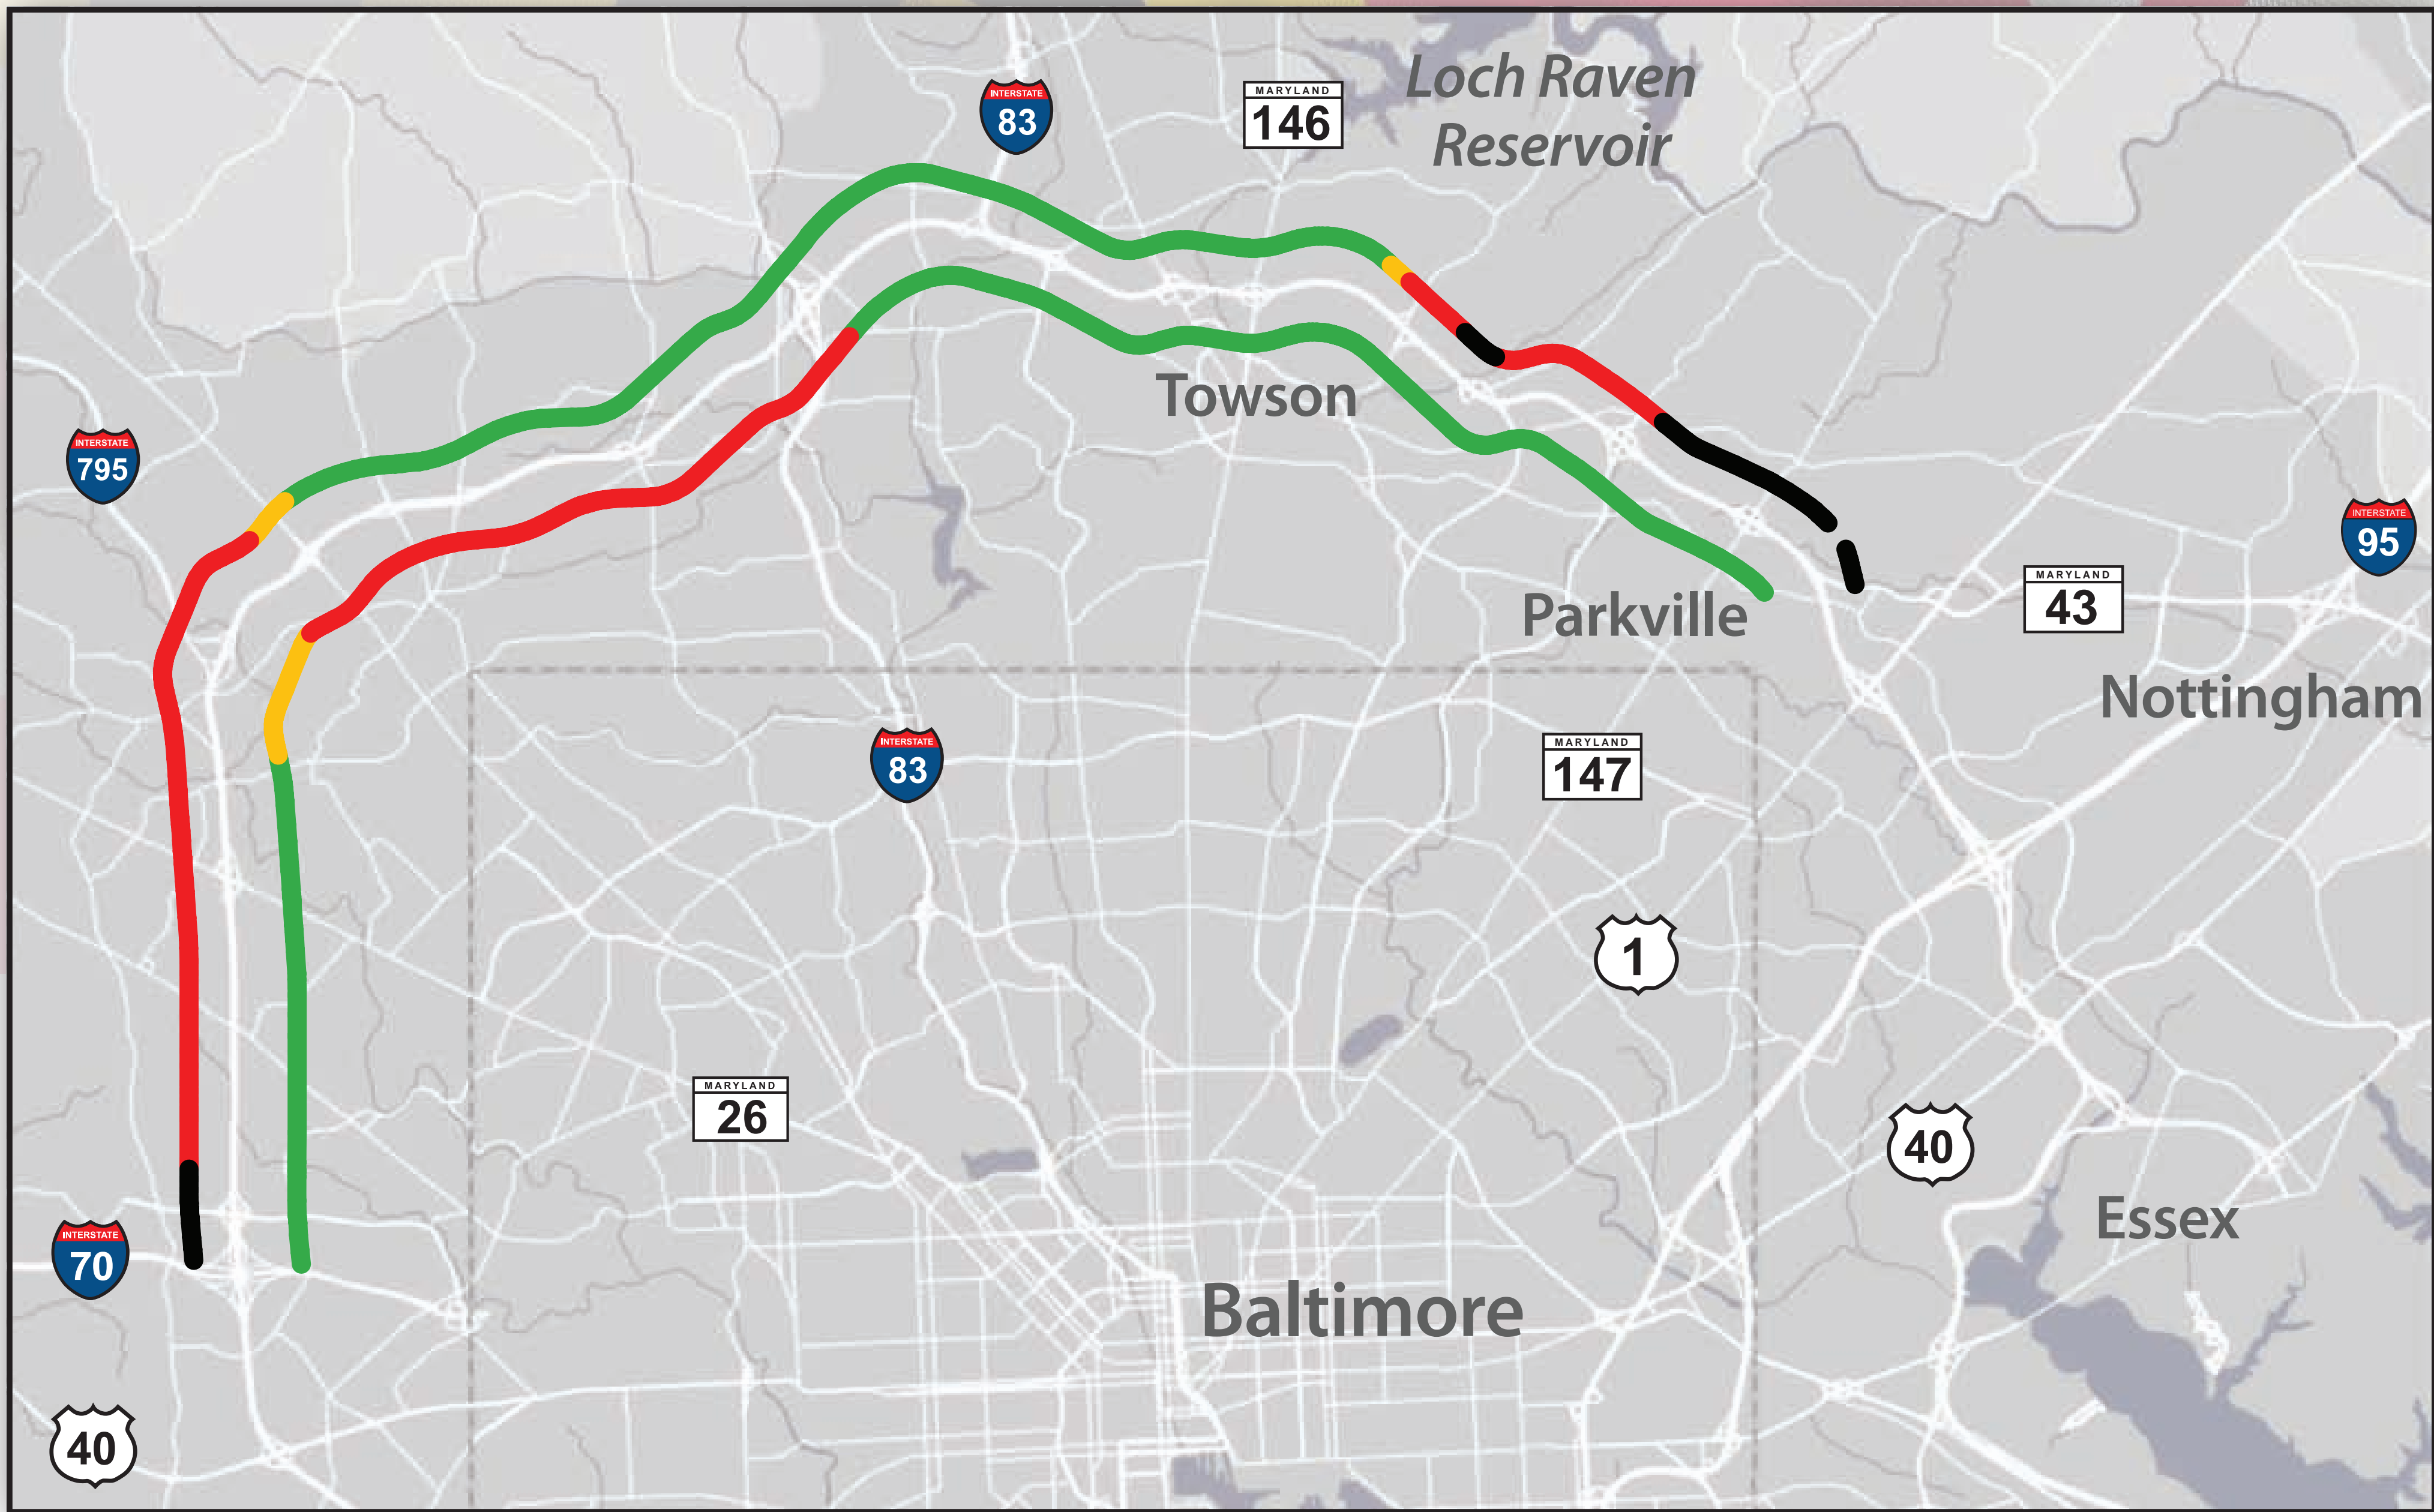 Loch Raven
Reservoir
INTERSTATE
83
MARYLAND
146
Towson
INTERSTATE
795
INTERSTATE
95
MARYLAND
43
Parkville
Nottingham
INTERSTATE
83
MARYLAND
147
1
MARYLAND
26
40
Essex
INTERSTATE
70
Baltimore
40